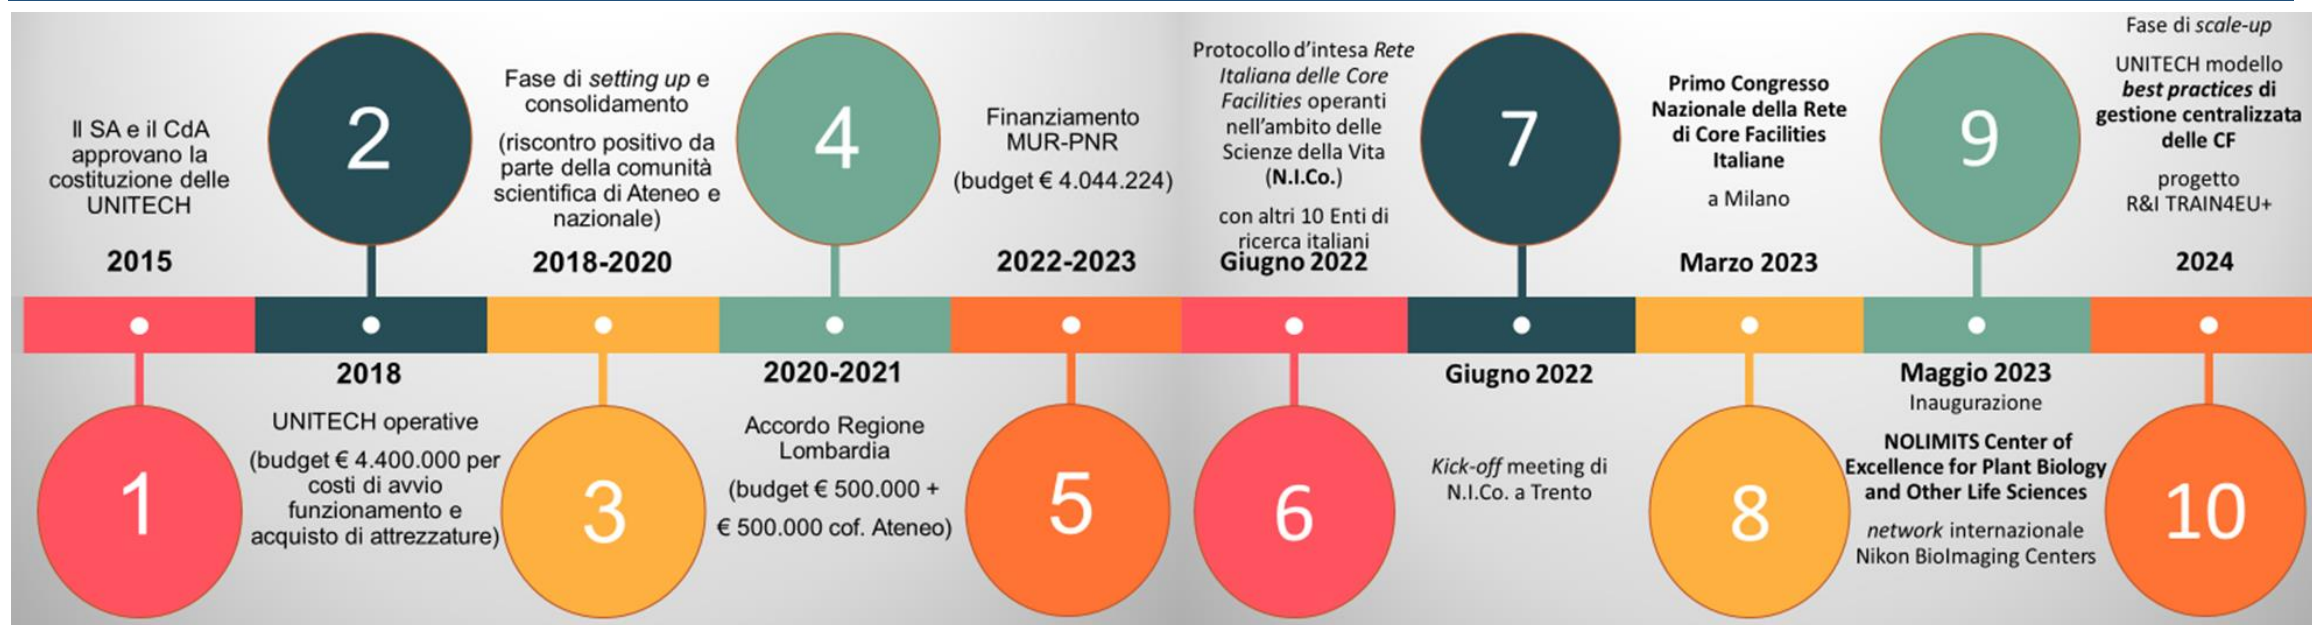 Il SA e il CdA
approvano la
costituzione delle
UNITECH
2015
1
2
2018
UNITECH operative
(budget € 4.400.000 per
costi di avvio
funzionamento e
acquisto di attrezzature)
Fase di setting up e
consolidamento
(riscontro positivo da
parte della comunità
scientifica di Ateneo e
nazionale)
2018-2020
3
4
2020-2021
Accordo Regione
Lombardia
(budget € 500.000 +
€ 500.000 cof. Ateneo)
Finanziamento
MUR-PNR
(budget € 4.044.224)
2022-2023
5
Protocollo d’intesa Rete
Italiana delle Core
Facilities operanti
nell’ambito delle
Scienze della Vita
(N.I.Co.)
con altri 10 Enti di
ricerca italiani
Giugno 2022
6
7
Giugno 2022
Kick-off meeting di
N.I.Co. a Trento
Primo Congresso
Nazionale della Rete
di Core Facilities
Italiane
a Milano
Marzo 2023
8
9
Maggio 2023
Inaugurazione
NOLIMITS Center of
Excellence for Plant Biology
and Other Life Sciences
network internazionale
Nikon BioImaging Centers
Fase di scale-up
UNITECH modello
best practices di
gestione centralizzata
delle CF
progetto
R&I TRAIN4EU+
2024
10